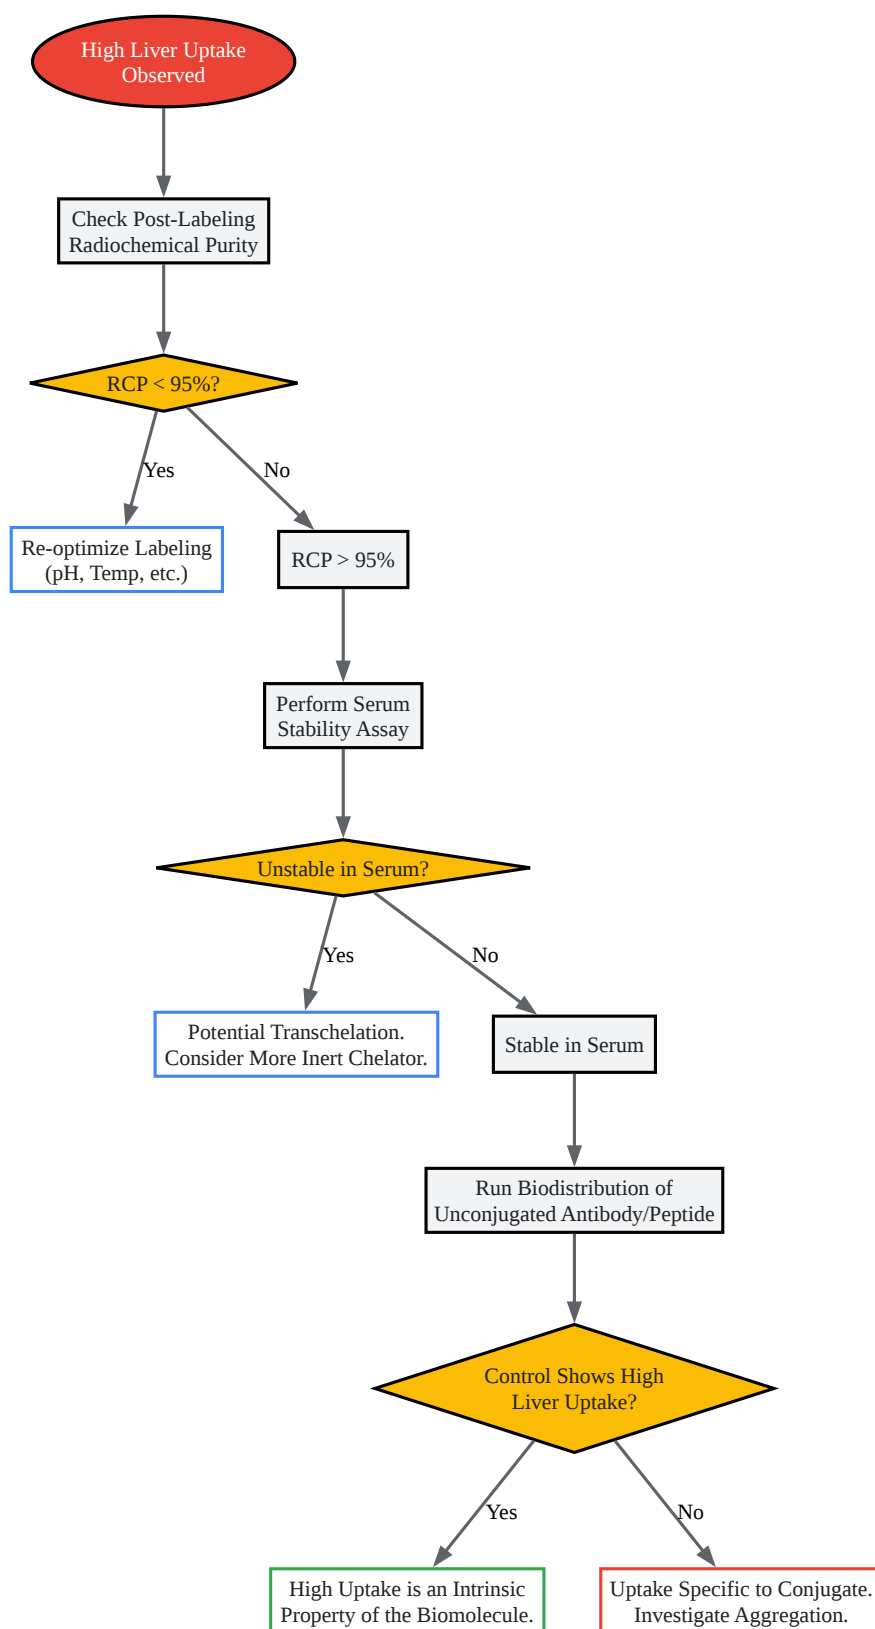 High Liver Uptake
Observed
Check Post-Labeling
Radiochemical Purity
RCP < 95%?
Yes
No
Re-optimize Labeling
(pH, Temp, etc.)
RCP > 95%
Perform Serum
Stability Assay
Unstable in Serum?
Yes
No
Potential Transchelation.
Consider More Inert Chelator.
Stable in Serum
Run Biodistribution of
Unconjugated Antibody/Peptide
Control Shows High
Liver Uptake?
Yes
No
High Uptake is an Intrinsic
Property of the Biomolecule.
Uptake Specific to Conjugate.
Investigate Aggregation.